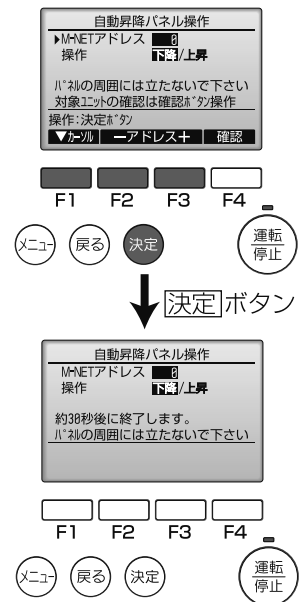 自動昇降パネル操作
▶M-NETアドレス 0
操作 下降/上昇
パネルの周囲には立たないで下さい
対象ユニットの確認は確認ボタン操作
操作:決定ボタン
▼カーソル －アドレス＋ 確認
F1 F2 F3 F4
メニュー 戻る 決定 運転/停止
決定ボタン
自動昇降パネル操作
M-NETアドレス 0
操作 下降/上昇
約30秒後に終了します。
パネルの周囲には立たないで下さい
F1 F2 F3 F4
メニュー 戻る 決定 運転/停止